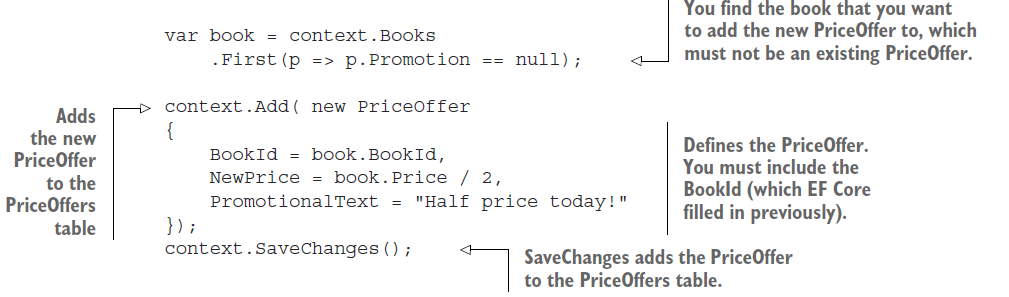 You find the book that you want
to add the new PriceOffer to, which
must not be an existing PriceOffer.
var book = context.Books
.First(p => p.Promotion == null);
Adds
the new
PriceOffer
to the
PriceOffers
table
context.Add( new PriceOffer
{
BookId = book.BookId,
NewPrice = book.Price / 2,
PromotionalText = "Half price today!"
});
context.SaveChanges();
Defines the PriceOffer.
You must include the
BookId (which EF Core
filled in previously).
SaveChanges adds the PriceOffer
to the PriceOffers table.